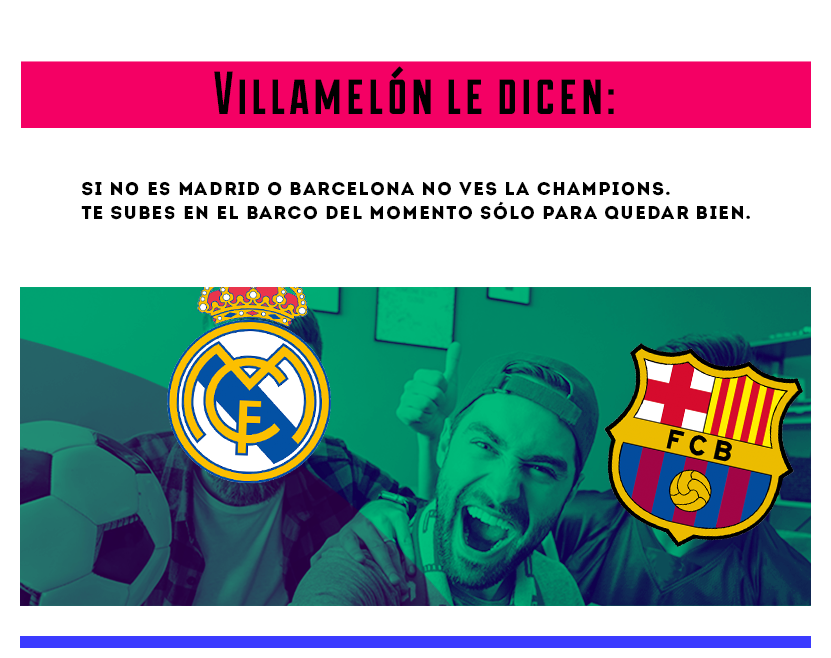 VILLAMELÓN LE DICEN:
SI NO ES MADRID O BARCELONA NO VES LA CHAMPIONS.
TE SUBES EN EL BARCO DEL MOMENTO SÓLO PARA QUEDAR BIEN.
MCF
FCB